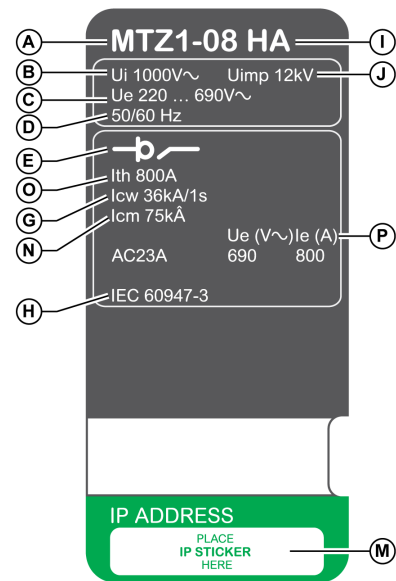 A MTZ1-08 HA I
B Ui 1000V∿ Uimp 12kV J
C Ue 220 ... 690V∿
D 50/60 Hz
E
O Ith 800A
G Icw 36kA/1s
N Icm 75kÂ
Ue (V∿) Ie (A) P
AC23A 690 800
H IEC 60947-3
IP ADDRESS
PLACE
IP STICKER M
HERE